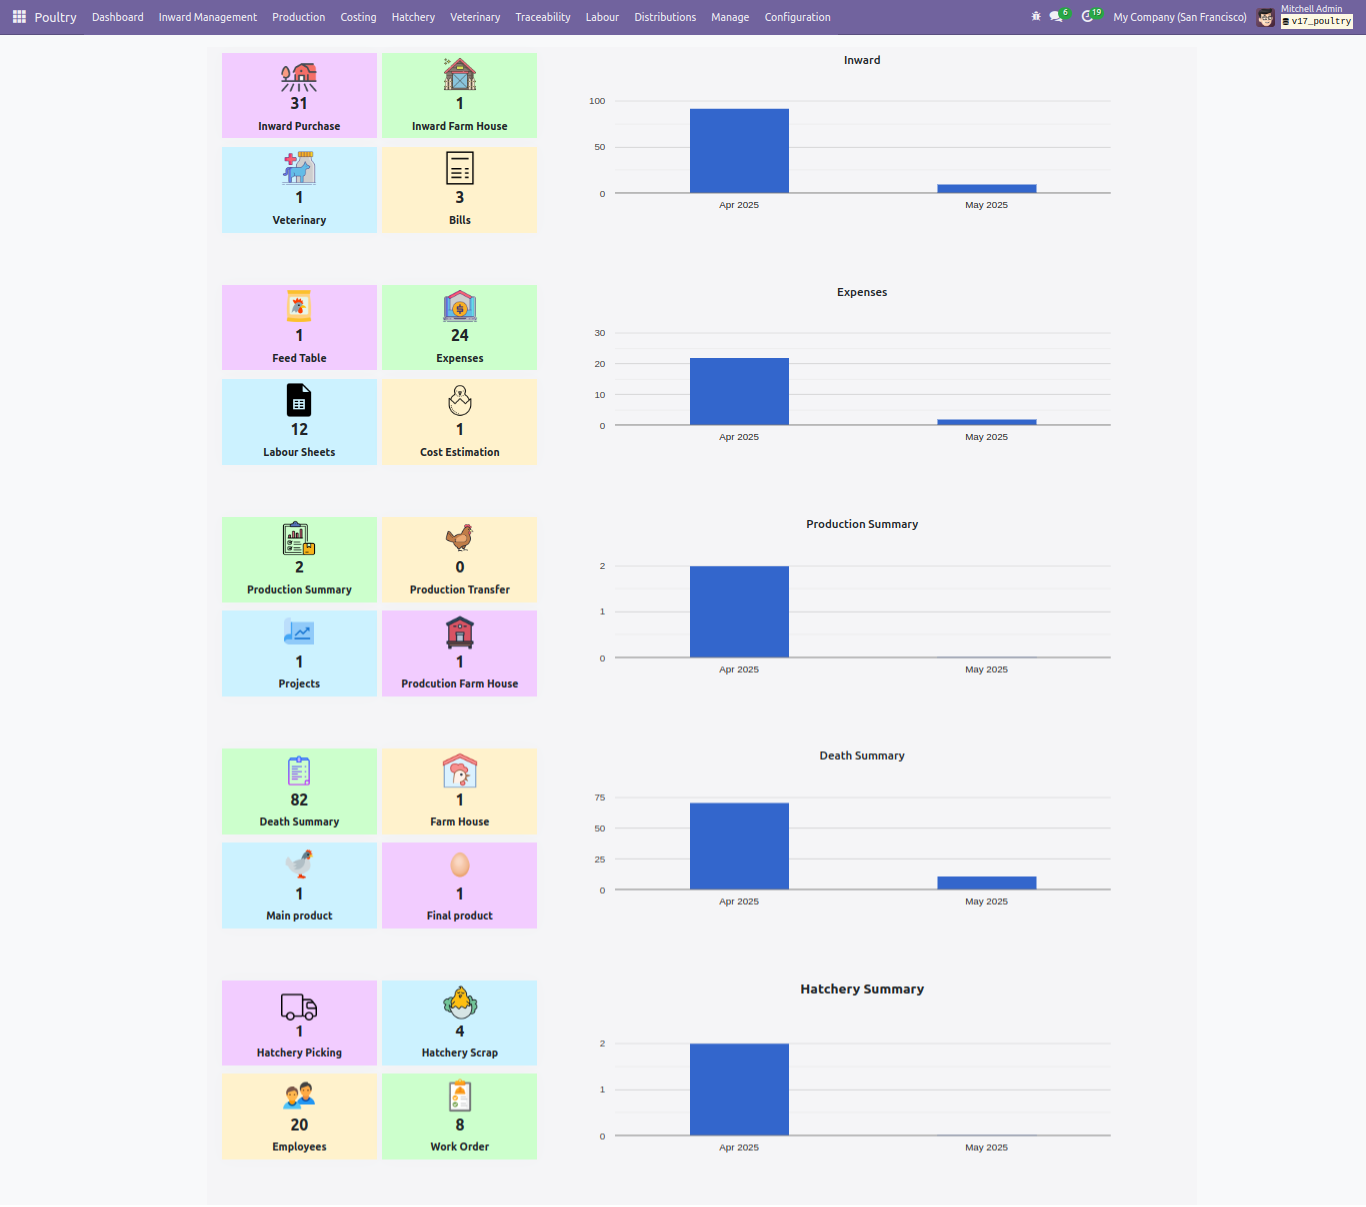 Poultry Dashboard Inward Management Production Costing Hatchery Veterinary Traceability Labour Distributions Manage Configuration 6 19 My Company (San Francisco) Mitchell Admin
v17_poultry
31
Inward Purchase
1
Inward Farm House
1
Veterinary
3
Bills
Inward
100
50
0
Apr 2025 May 2025
1
Feed Table
24
Expenses
12
Labour Sheets
1
Cost Estimation
Expenses
30
20
10
0
Apr 2025 May 2025
2
Production Summary
0
Production Transfer
1
Projects
1
Prodcution Farm House
Production Summary
2
1
0
Apr 2025 May 2025
82
Death Summary
1
Farm House
1
Main product
1
Final product
Death Summary
75
50
25
0
Apr 2025 May 2025
1
Hatchery Picking
4
Hatchery Scrap
20
Employees
8
Work Order
Hatchery Summary
2
1
0
Apr 2025 May 2025